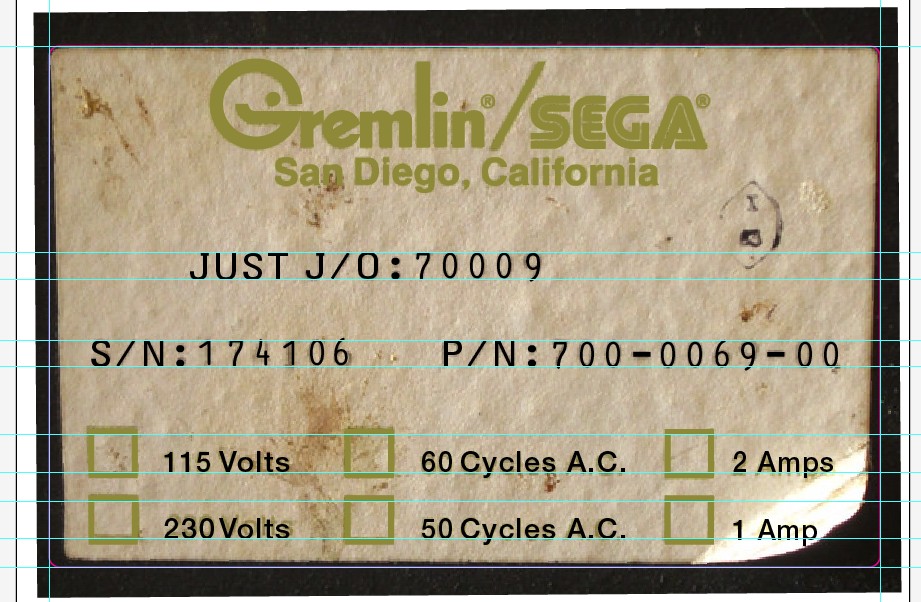 Gremlin®/SEGA®
San Diego, California
JUST J/O:70009
S/N:174106 P/N:700-0069-00
115 Volts 60 Cycles A.C. 2 Amps
230 Volts 50 Cycles A.C. 1 Amp